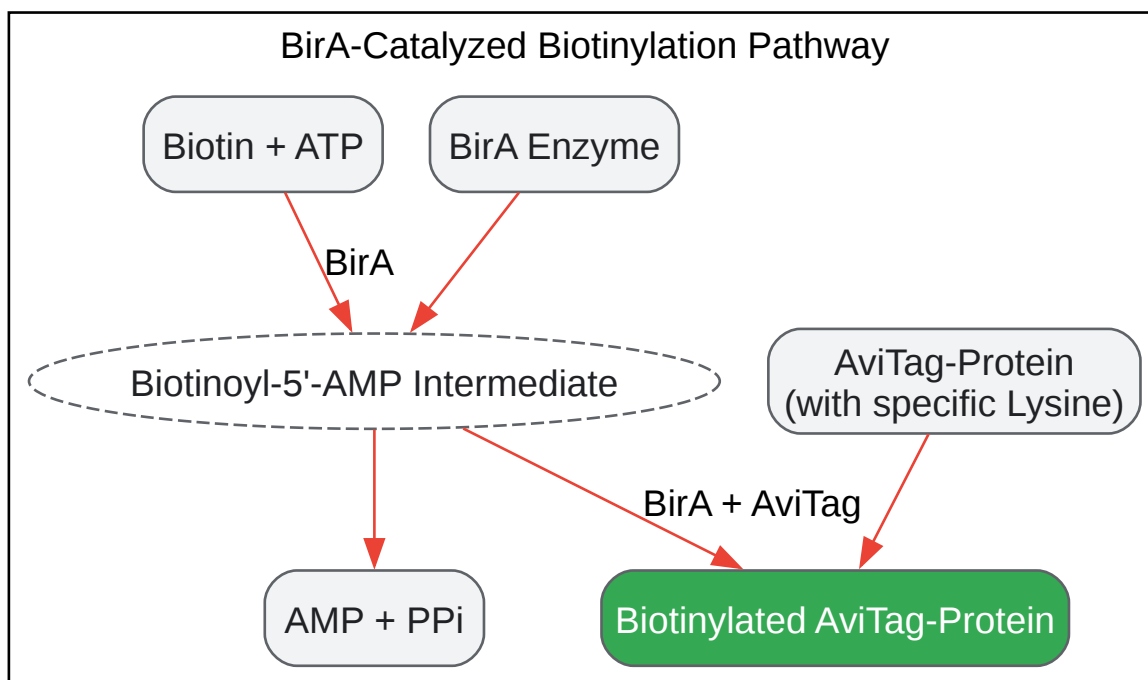 BirA-Catalyzed Biotinylation Pathway
Biotin + ATP
BirA Enzyme
BirA
Biotinoyl-5'-AMP Intermediate
AviTag-Protein
(with specific Lysine)
BirA + AviTag
AMP + PPi
Biotinylated AviTag-Protein